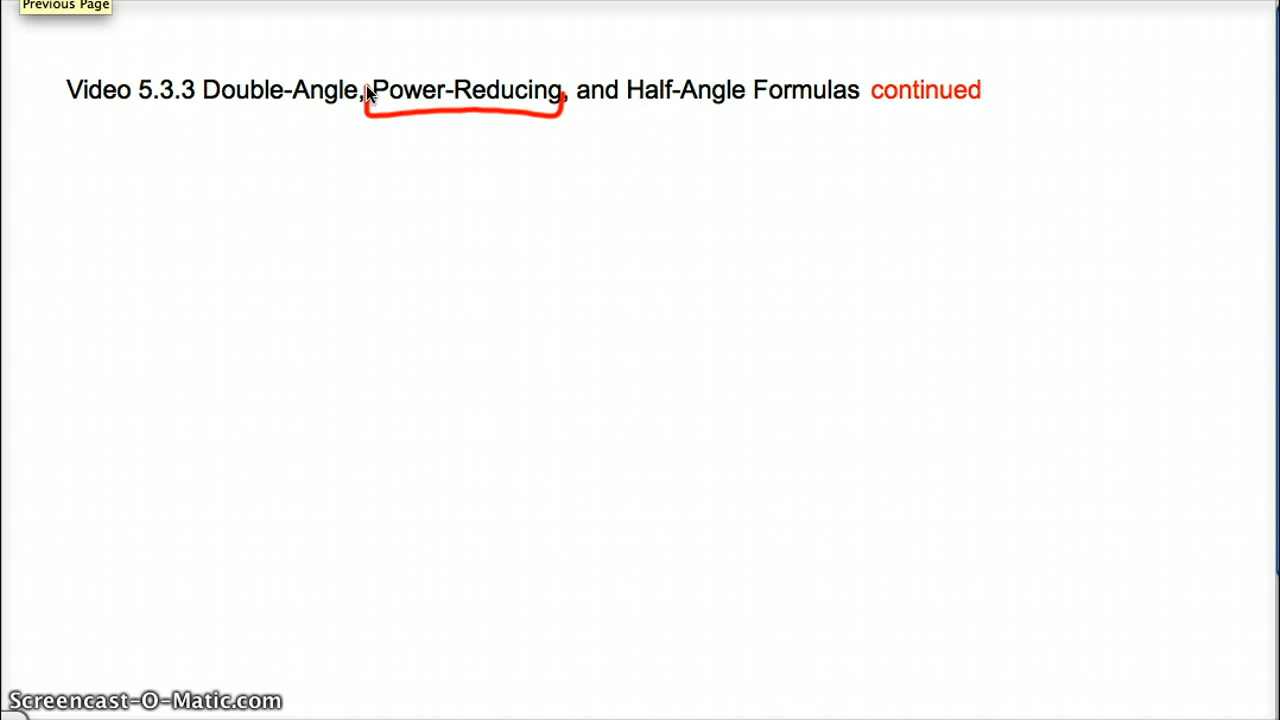 Previous Page
Video 5.3.3 Double-Angle, Power-Reducing, and Half-Angle Formulas continued
Screencast-O-Matic.com